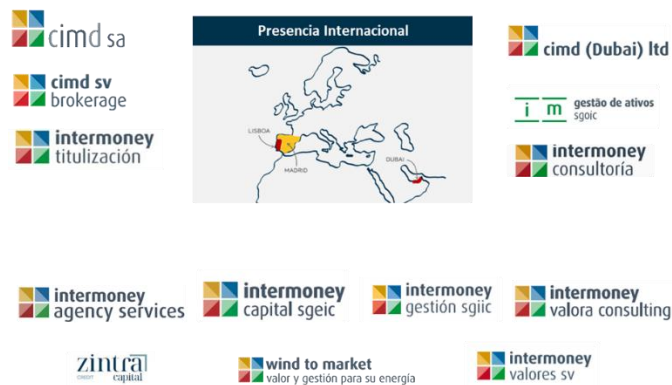 cimd sa
Presencia Internacional
cimd (Dubai) ltd
cimd sv
brokerage
im gestão de ativos
sgoic
intermoney
titulización
LISBOA
MADRID
DUBAI
intermoney
consultoría
intermoney
agency services
intermoney
capital sgeic
intermoney
gestión sgiic
intermoney
valora consulting
zintra
CREDIT capital
wind to market
valor y gestión para su energía
intermoney
valores sv